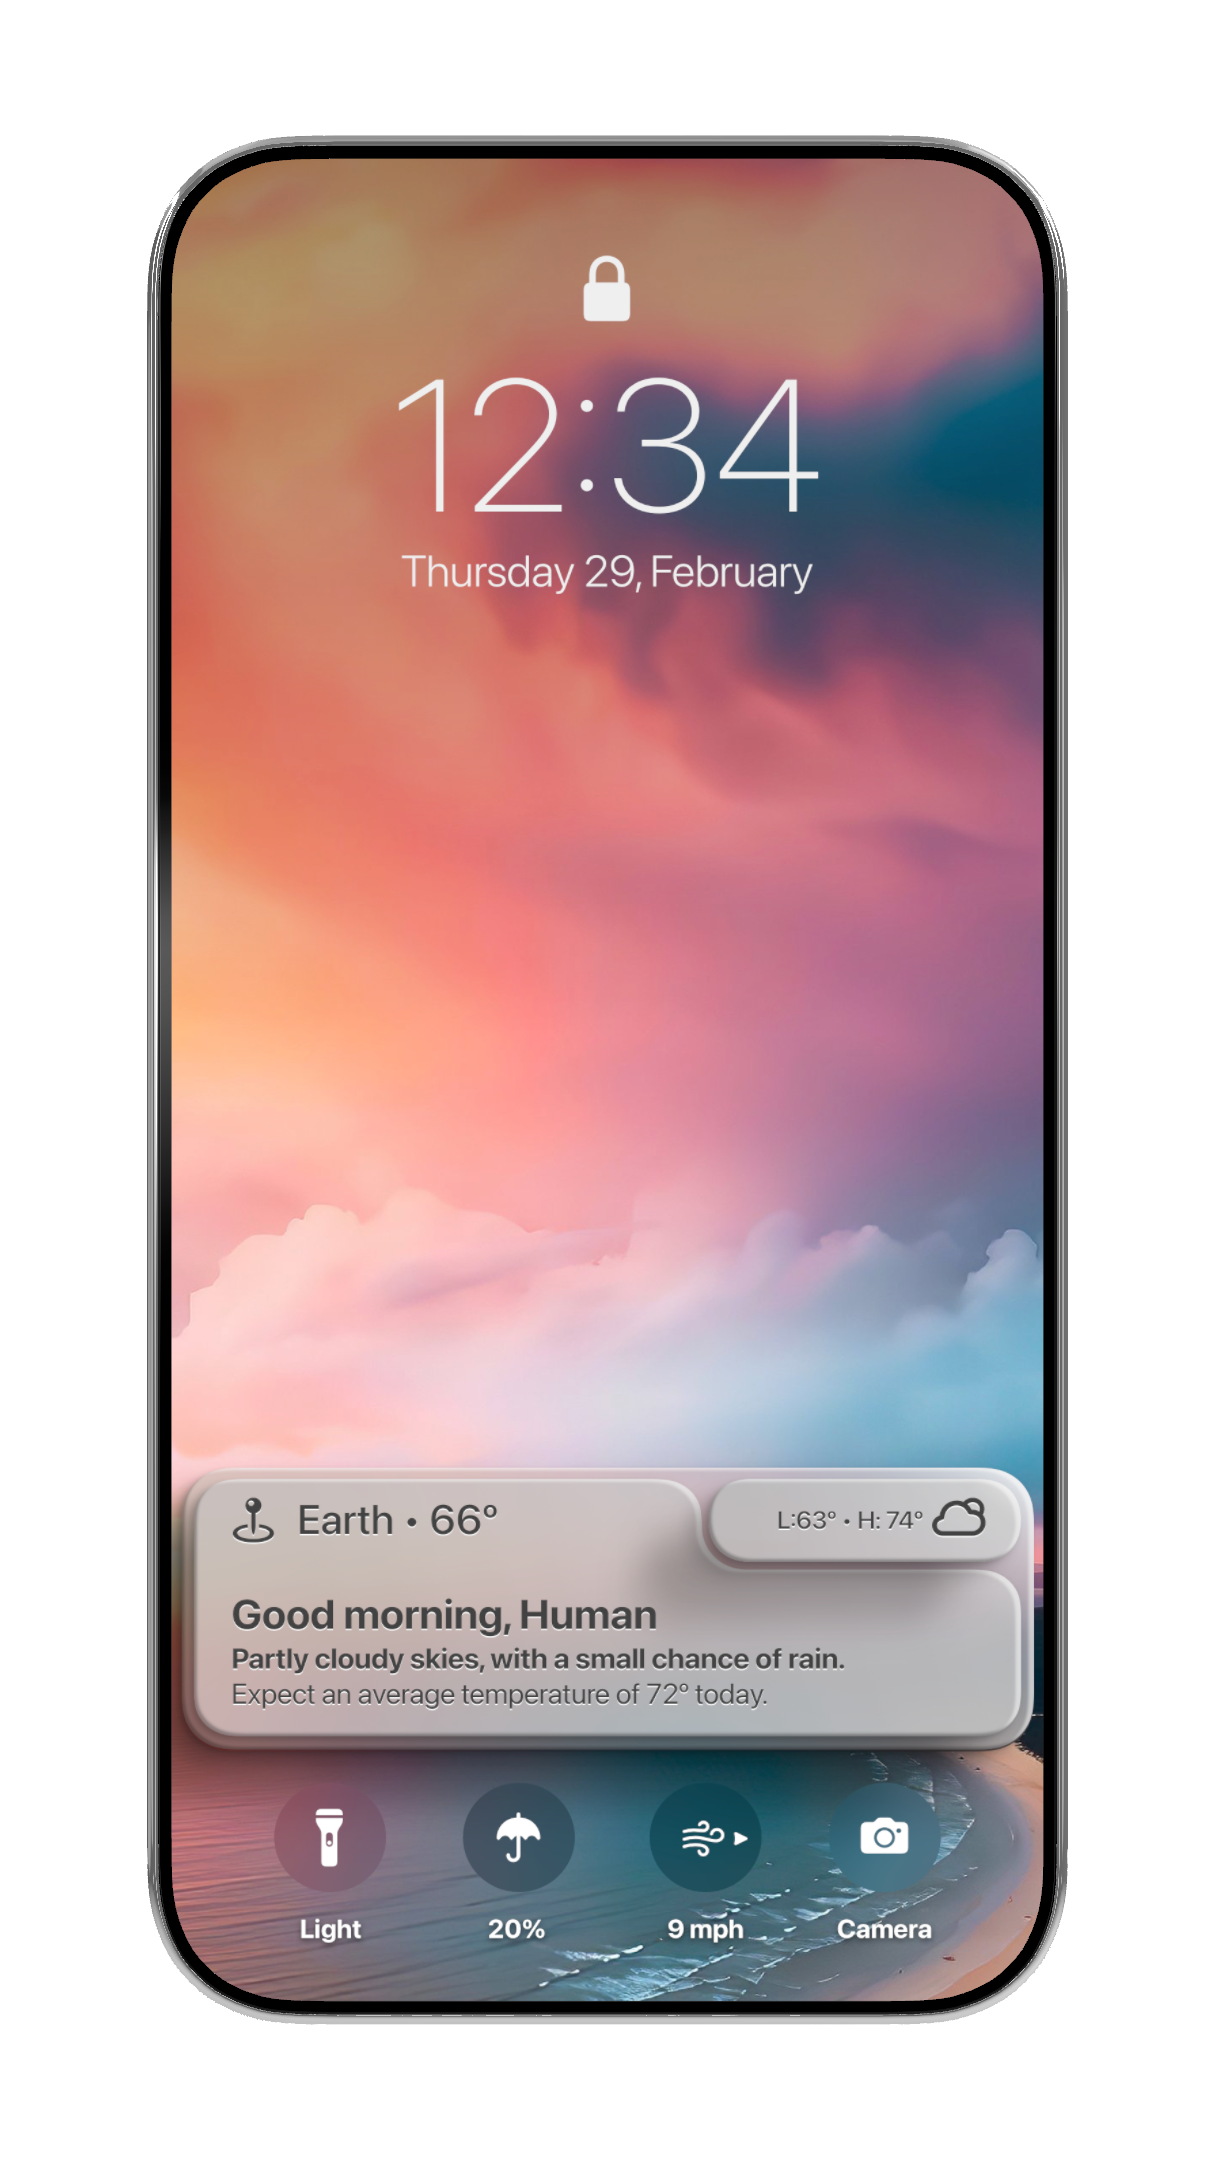 12:34
Thursday 29, February
Earth • 66°
L:63° • H: 74°
Good morning, Human
Partly cloudy skies, with a small chance of rain.
Expect an average temperature of 72° today.
Light
20%
9 mph
Camera